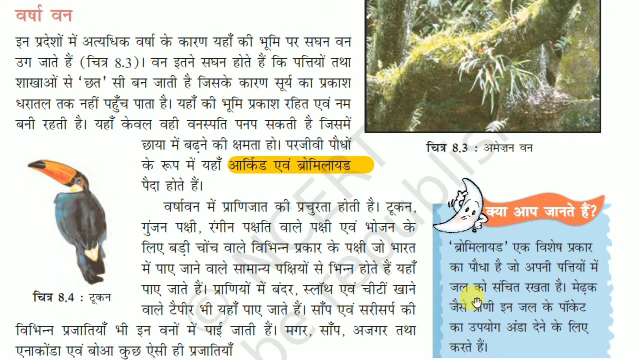 वर्षा वन
इन प्रदेशों में अत्यधिक वर्षा के कारण यहाँ की भूमि पर सघन वन
उग जाते हैं (चित्र 8.3)। वन इतने सघन होते हैं कि पत्तियों तथा
शाखाओं से 'छत' सी बन जाती है जिसके कारण सूर्य का प्रकाश
धरातल तक नहीं पहुँच पाता है। यहाँ की भूमि प्रकाश रहित एवं नम
बनी रहती है। यहाँ केवल वही वनस्पति पनप सकती है जिसमें
छाया में बढ़ने की क्षमता हो। परजीवी पौधों
के रूप में यहाँ आर्किड एवं ब्रोमिलायड
पैदा होते हैं।
वर्षावन में प्राणिजात की प्रचुरता होती है। टूकन,
गुंजन पक्षी, रंगीन पक्षति वाले पक्षी एवं भोजन के
लिए बड़ी चोंच वाले विभिन्न प्रकार के पक्षी जो भारत
में पाए जाने वाले सामान्य पक्षियों से भिन्न होते हैं यहाँ
पाए जाते हैं। प्राणियों में बंदर, स्लॉथ एवं चीटीं खाने
वाले टैपीर भी यहाँ पाए जाते हैं। साँप एवं सरीसर्प की
विभिन्न प्रजातियाँ भी इन वनों में पाई जाती हैं। मगर, साँप, अजगर तथा
एनाकोंडा एवं बोआ कुछ ऐसी ही प्रजातियाँ
चित्र 8.4 : टूकन
चित्र 8.3 : अमेज़न वन
क्या आप जानते हैं?
'ब्रोमिलायड' एक विशेष प्रकार
का पौधा है जो अपनी पत्तियों में
जल को संचित रखता है। मेढ़क
जैसे प्राणी इन जल के पॉकेट
का उपयोग अंडा देने के लिए
करते हैं।
© NCERT
be republis